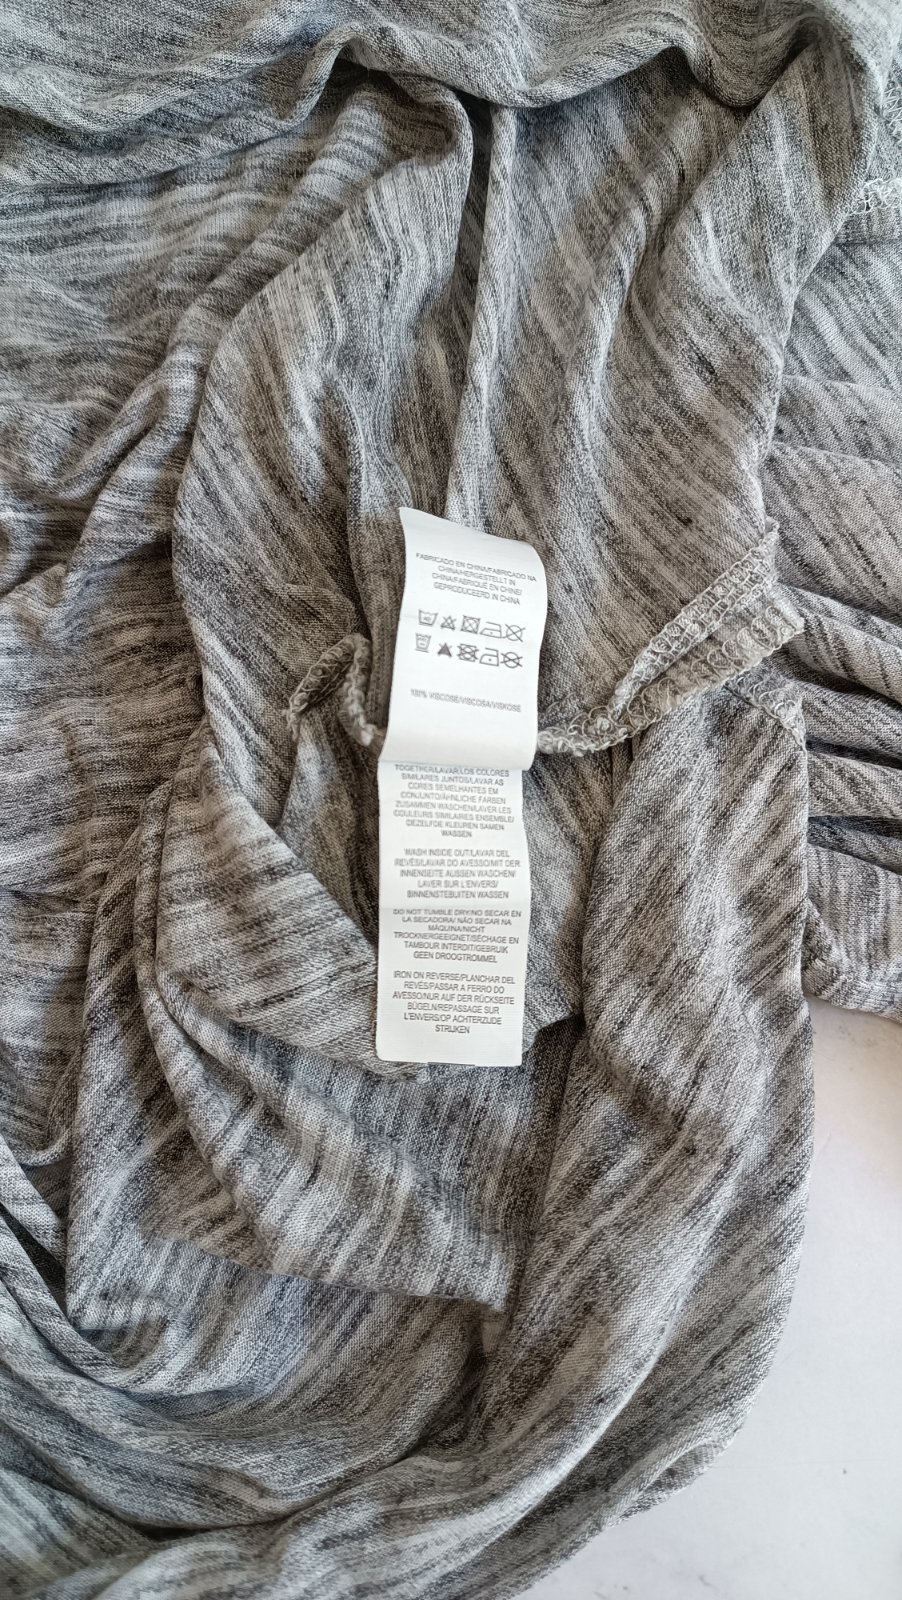 FABRICADO EN CHINA/FABRICADO NA
CHINA/HERGESTELLT IN
CHINA/FABRIQUÉ EN CHINE/
GEPRODUCEERD IN CHINA
100% VISCOSE/VISCOSA/VISKOSE
TOGETHER/LAVAR LOS COLORES
SIMILARES JUNTOS/LAVAR AS
CORES SEMELHANTES EM
CONJUNTO/ÄHNLICHE FARBEN
ZUSAMMEN WASCHEN/LAVER LES
COULEURS SIMILAIRES ENSEMBLE/
DEZELFDE KLEUREN SAMEN
WASSEN
WASH INSIDE OUT/LAVAR DEL
REVÉS/LAVAR DO AVESSO/MIT DER
INNENSEITE AUSSEN WASCHEN/
LAVER SUR L'ENVERS/
BINNENSTEBUITEN WASSEN
DO NOT TUMBLE DRY/NO SECAR EN
LA SECADORA/ NÃO SECAR NA
MÁQUINA/NICHT
TROCKNERGEEIGNET/SÉCHAGE EN
TAMBOUR INTERDIT/GEBRUIK
GEEN DROOGTROMMEL
IRON ON REVERSE/PLANCHAR DEL
REVÉS/PASSAR A FERRO DO
AVESSO/NUR AUF DER RÜCKSEITE
BÜGELN/REPASSAGE SUR
L'ENVERS/OP ACHTERZIJDE
STRIJKEN